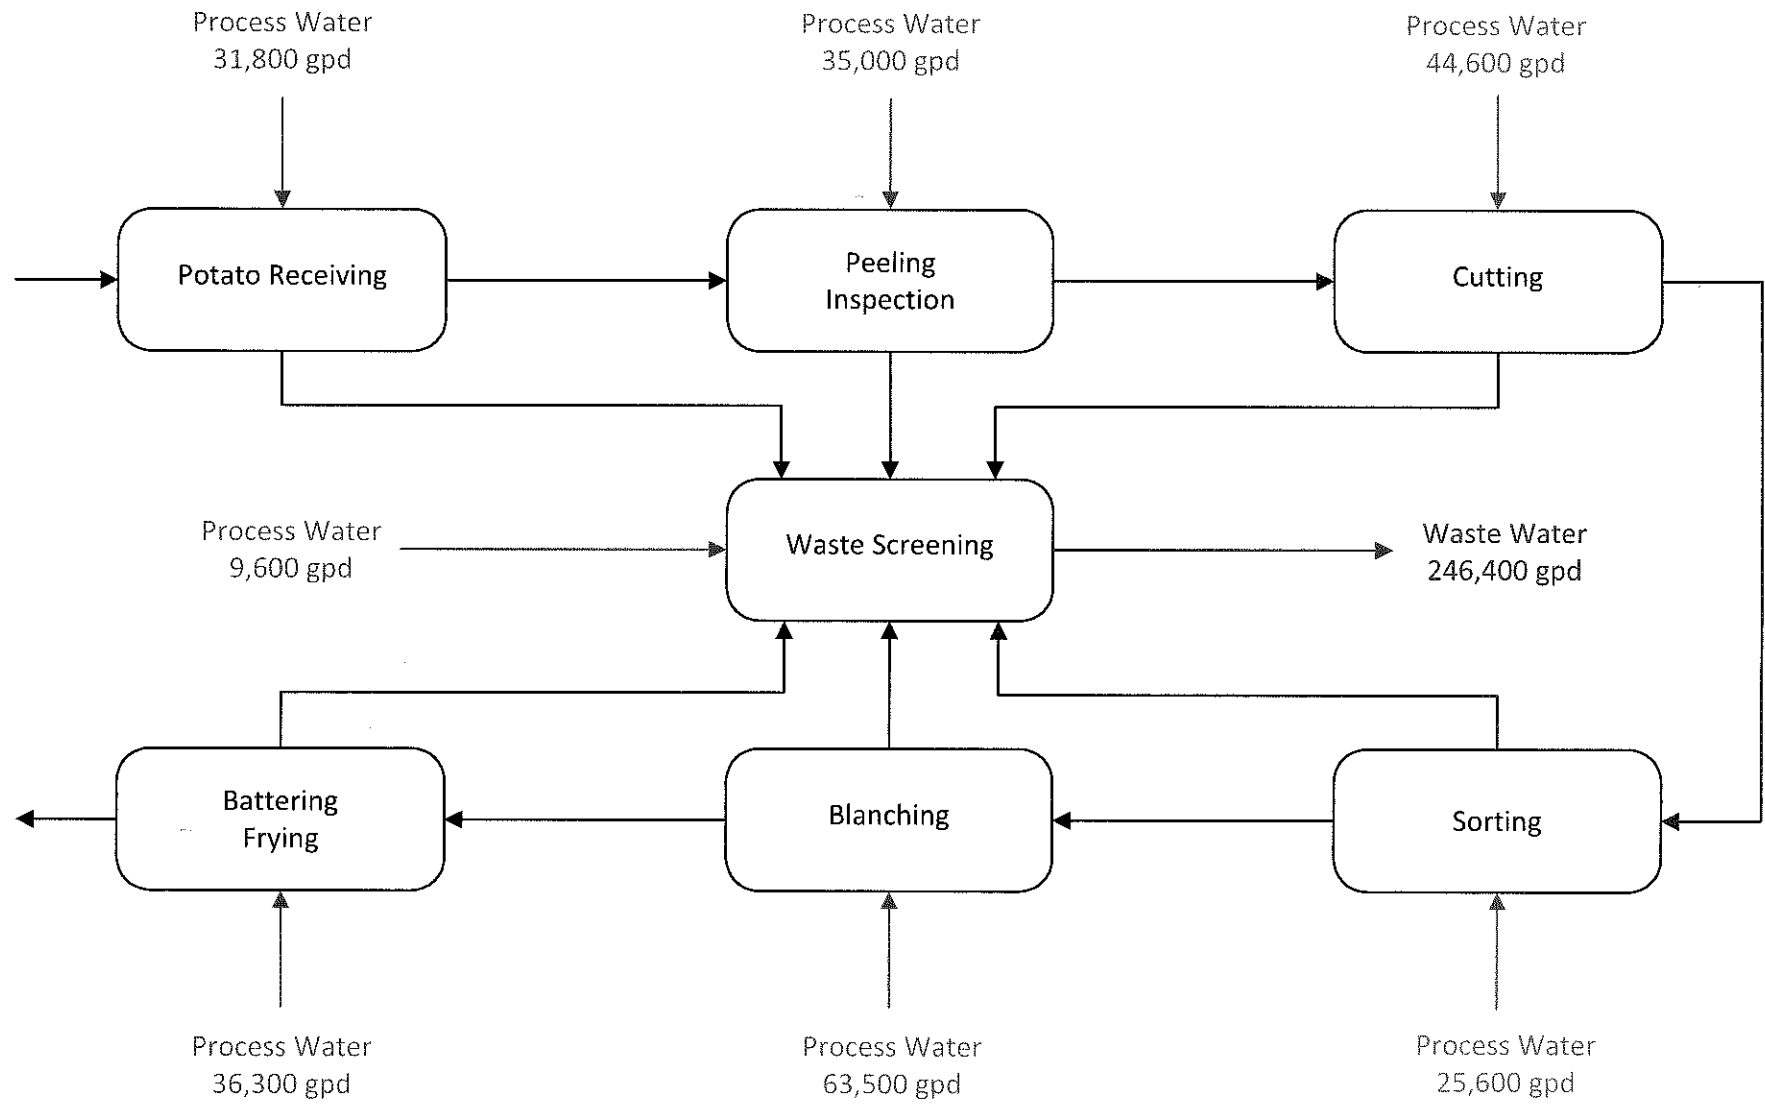 Process Water
31,800 gpd
Process Water
35,000 gpd
Process Water
44,600 gpd
Potato Receiving
Peeling
Inspection
Cutting
Process Water
9,600 gpd
Waste Screening
Waste Water
246,400 gpd
Battering
Frying
Blanching
Sorting
Process Water
36,300 gpd
Process Water
63,500 gpd
Process Water
25,600 gpd